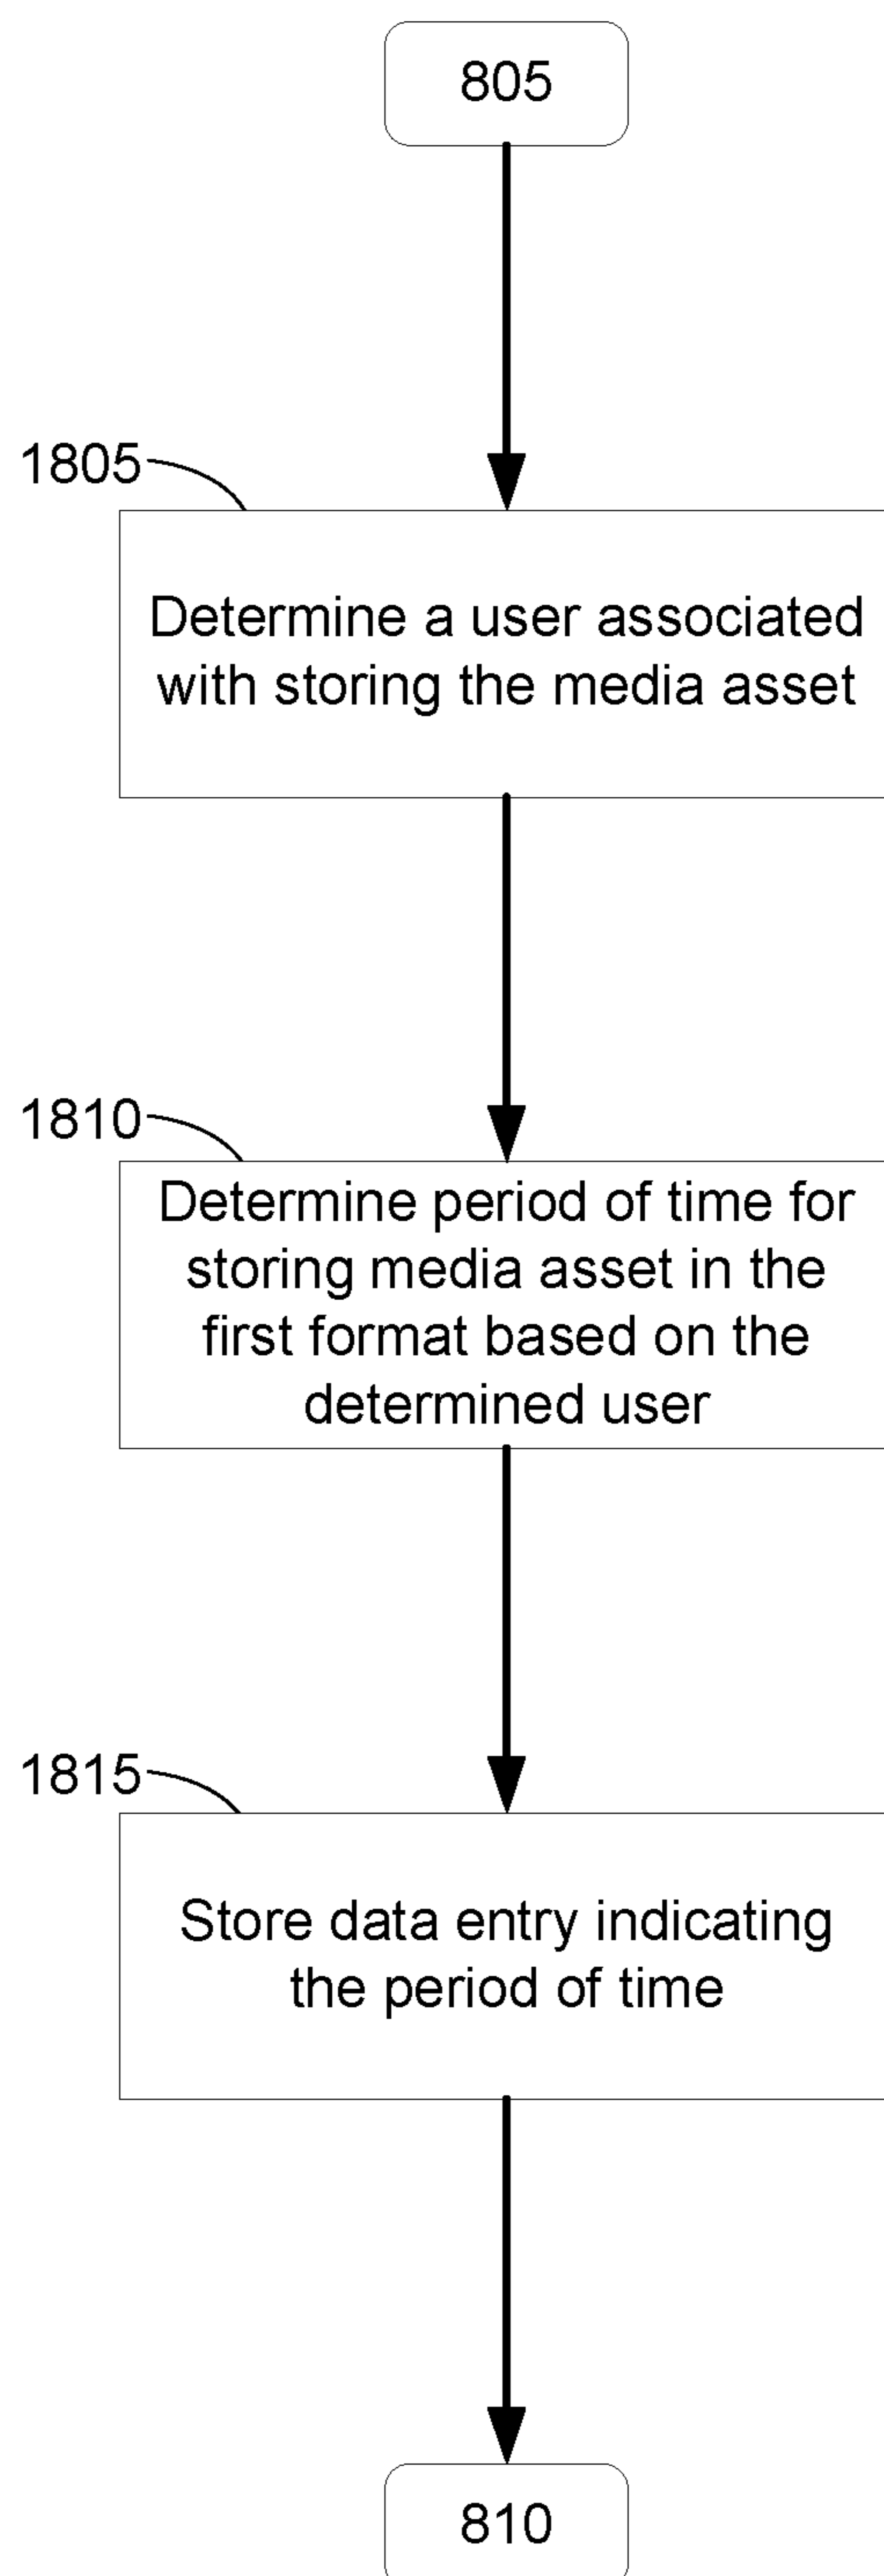 805
1805
Determine a user associated
with storing the media asset
1810
Determine period of time for
storing media asset in the
first format based on the
determined user
1815
Store data entry indicating
the period of time
810